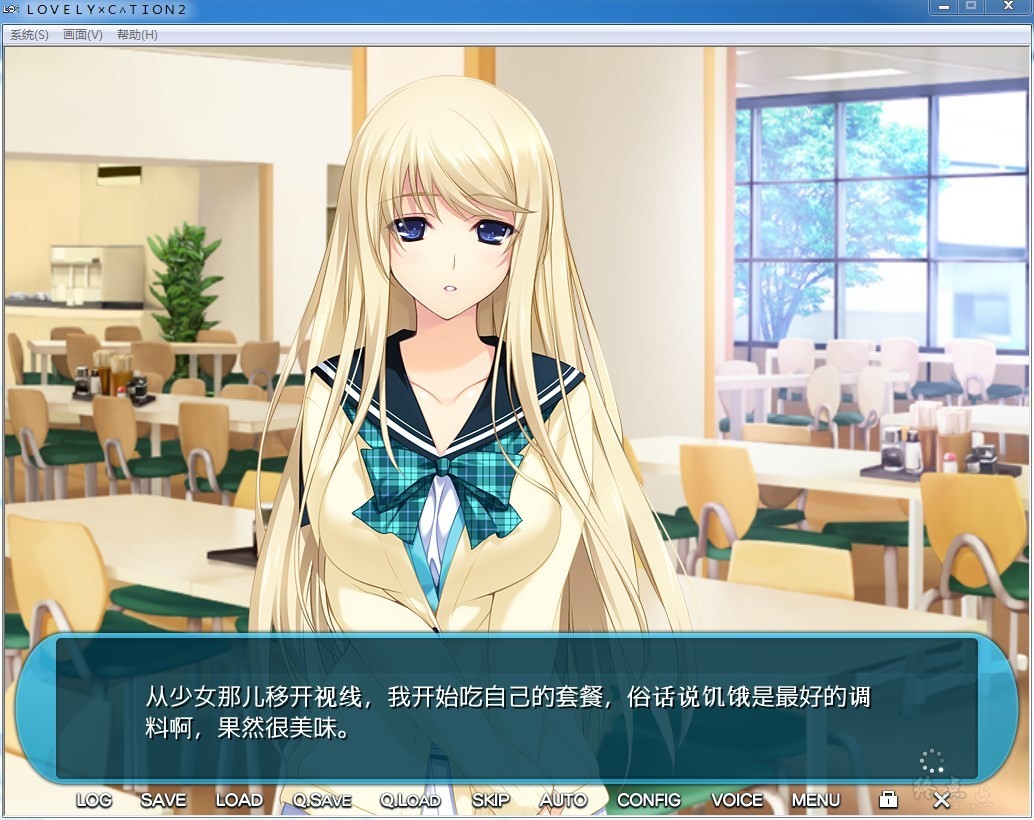 LOVELY×CΛTION2
系统(S) 画面(V) 帮助(H)
从少女那儿移开视线，我开始吃自己的套餐，俗话说饥饿是最好的调
料啊，果然很美味。
LOG SAVE LOAD Q.SAVE Q.LOAD SKIP AUTO CONFIG VOICE MENU